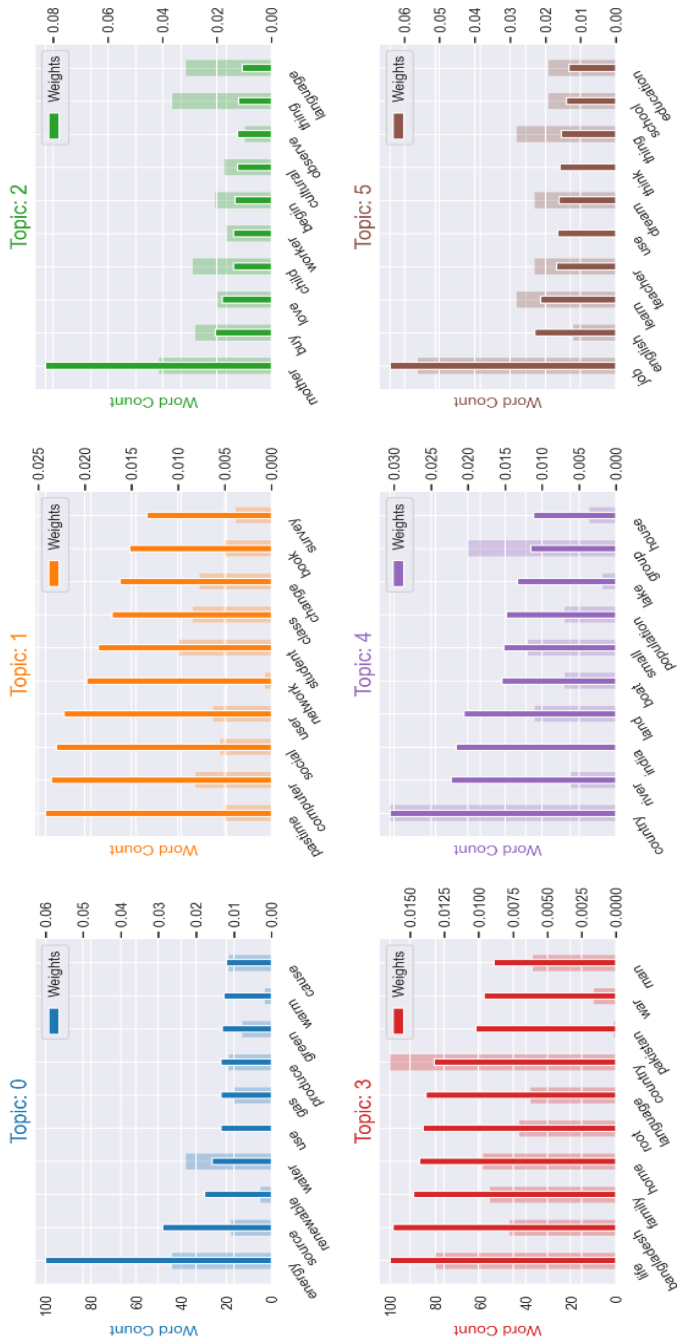 Topic: 0
Weights
Word Count
100
80
60
40
20
0
0.06
0.05
0.04
0.03
0.02
0.01
0.00
energy
source
renewable
water
use
gas
produce
green
warm
cause
Topic: 1
Weights
Word Count
0.025
0.020
0.015
0.010
0.005
0.000
pastime
computer
social
user
network
student
class
change
book
survey
Topic: 2
Weights
Word Count
0.08
0.06
0.04
0.02
0.00
mother
buy
love
child
worker
begin
cultural
observe
thing
language
Topic: 3
Weights
Word Count
100
80
60
40
20
0
0.0150
0.0125
0.0100
0.0075
0.0050
0.0025
0.0000
life
bangladesh
family
home
root
language
country
pakistan
war
man
Topic: 4
Weights
Word Count
0.030
0.025
0.020
0.015
0.010
0.005
0.000
country
river
india
land
boat
small
population
lake
group
house
Topic: 5
Weights
Word Count
0.06
0.05
0.04
0.03
0.02
0.01
0.00
job
english
learn
teacher
use
dream
think
thing
school
education